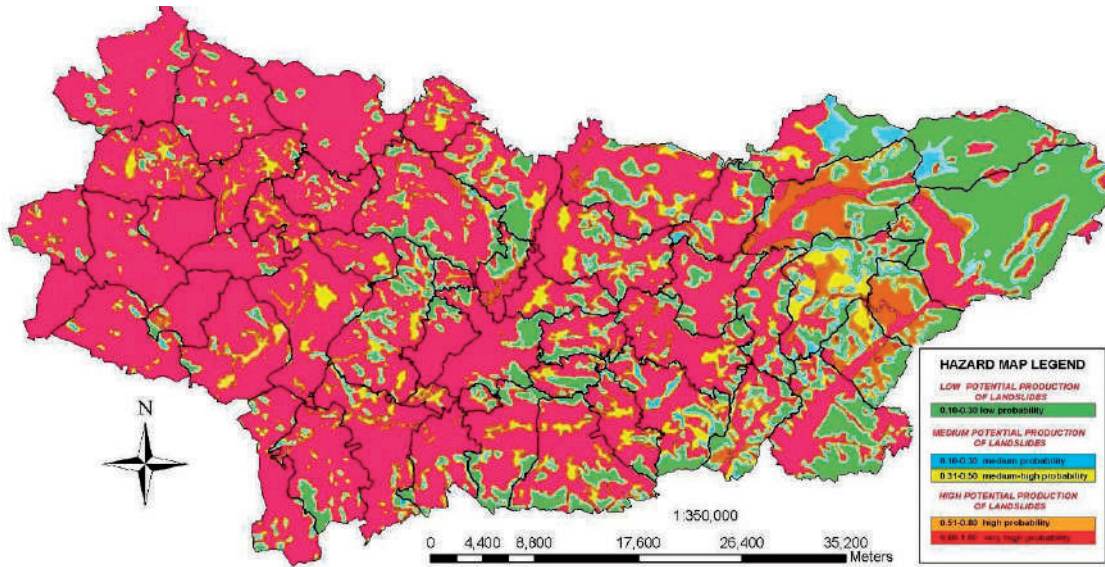 HAZARD MAP LEGEND
LOW POTENTIAL PRODUCTION
OF LANDSLIDES
0.10-0.30 low probability
MEDIUM POTENTIAL PRODUCTION
OF LANDSLIDES
0.10-0.30 medium probability
0.31-0.50 medium-high probability
HIGH POTENTIAL PRODUCTION
OF LANDSLIDES
0.51-0.80 high probability
very high probability
N
1:350,000
0 4,400 8,800 17,600 26,400 35,200
Meters